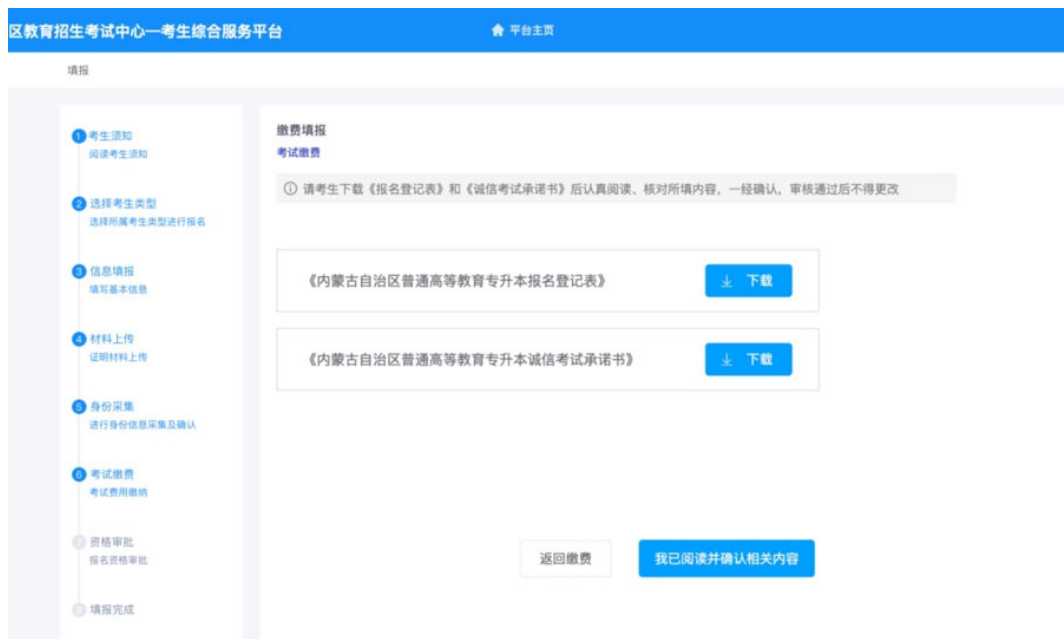 区教育招生考试中心—考生综合服务平台
平台主页
填报
1 考生须知
阅读考生须知
2 选择考生类型
选择所属考生类型进行报名
3 信息填报
填写基本信息
4 材料上传
证明材料上传
5 身份采集
进行身份信息采集及确认
6 考试缴费
考试费用缴纳
7 资格审批
报名资格审批
8 填报完成
缴费填报
考试缴费
请考生下载《报名登记表》和《诚信考试承诺书》后认真阅读、核对所填内容，一经确认，审核通过后不得更改
《内蒙古自治区普通高等教育专升本报名登记表》
下载
《内蒙古自治区普通高等教育专升本诚信考试承诺书》
下载
返回缴费
我已阅读并确认相关内容